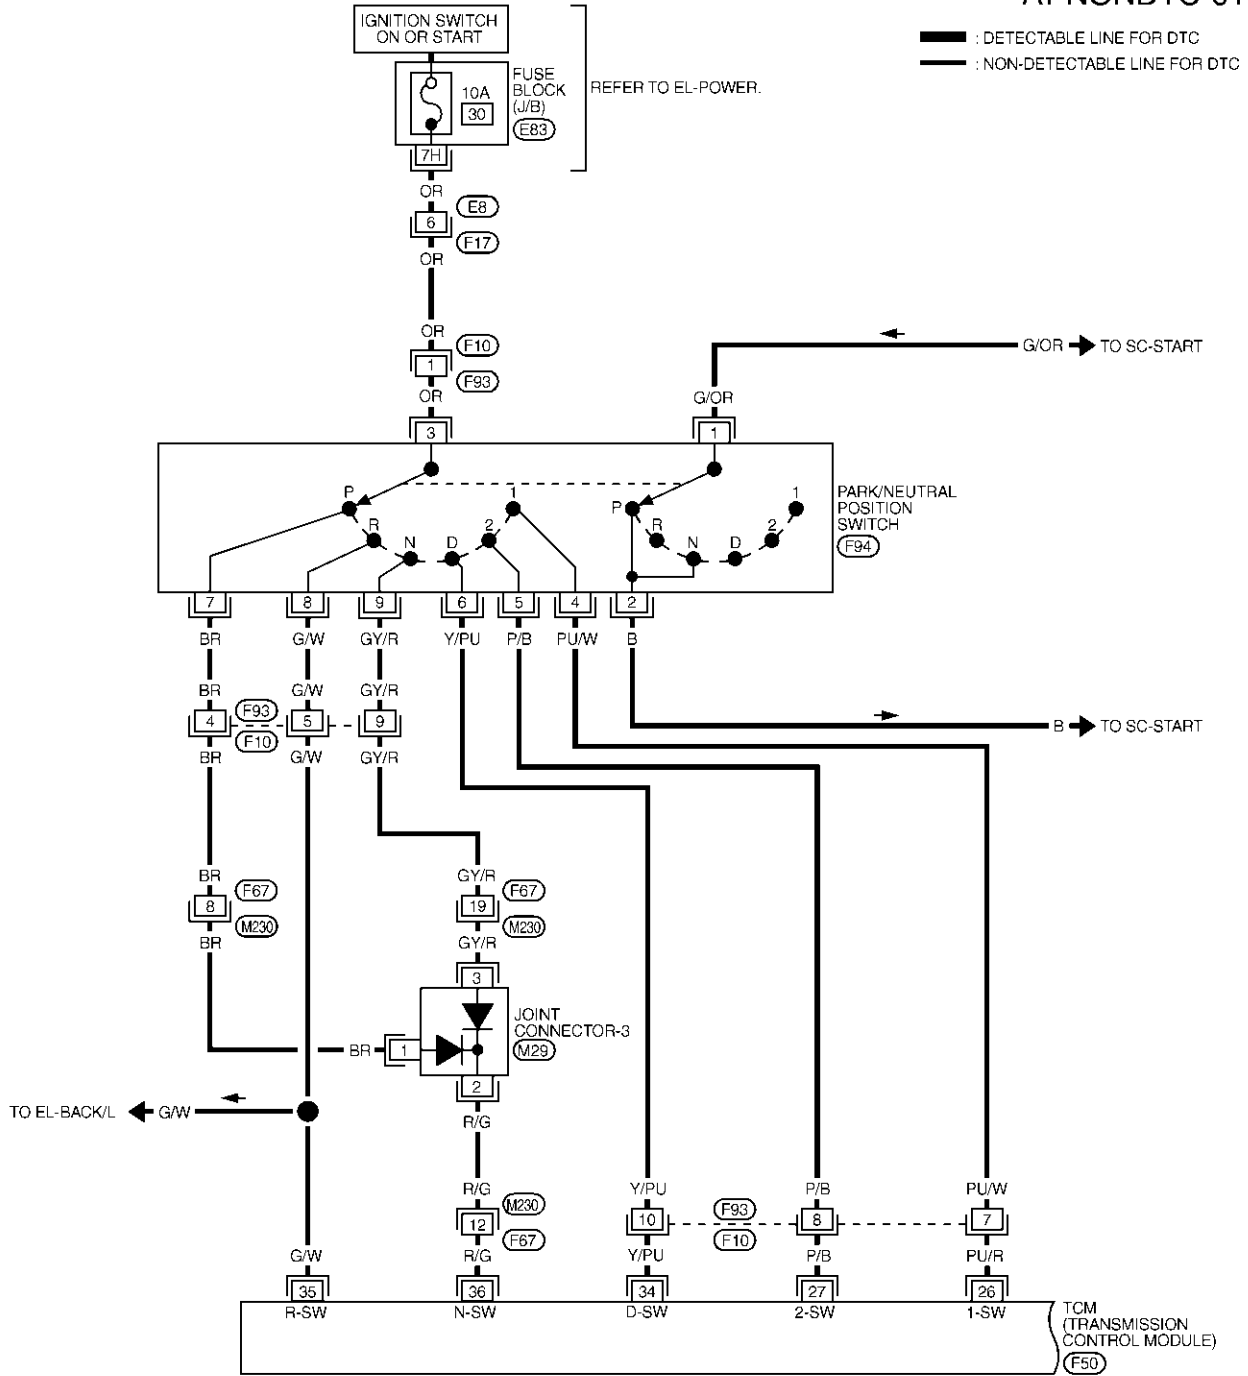 : DETECTABLE LINE FOR DTC
: NON-DETECTABLE LINE FOR DTC
IGNITION SWITCH
ON OR START
FUSE
BLOCK
(J/B)
E83
10A
30
7H
REFER TO EL-POWER.
OR
6
E8
F17
OR
OR
1
F10
F93
OR
3
G/OR
TO SC-START
G/OR
1
P
R
N
D
2
1
P
R
N
D
2
1
PARK/NEUTRAL
POSITION
SWITCH
F94
7
8
9
6
5
4
2
BR
G/W
GY/R
Y/PU
P/B
PU/W
B
BR
G/W
GY/R
4
F93
F10
5
9
BR
G/W
GY/R
B
TO SC-START
BR
8
F67
M230
BR
GY/R
19
F67
M230
GY/R
3
JOINT
CONNECTOR-3
M29
BR
1
2
TO EL-BACK/L
G/W
R/G
R/G
M230
12
F67
R/G
Y/PU
P/B
PU/W
10
F93
F10
8
7
G/W
Y/PU
P/B
PU/R
35
36
34
27
26
R-SW
N-SW
D-SW
2-SW
1-SW
TCM
(TRANSMISSION
CONTROL MODULE)
F50